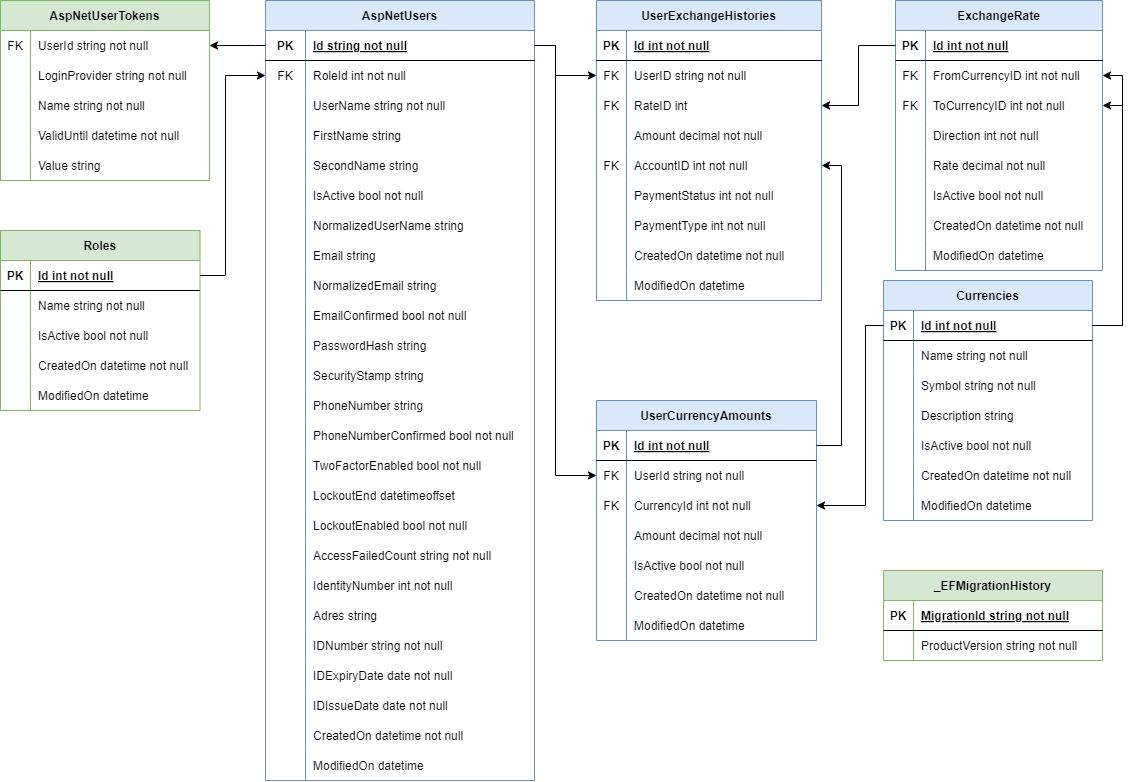 AspNetUserTokens
FK UserId string not null
LoginProvider string not null
Name string not null
ValidUntil datetime not null
Value string
Roles
PK Id int not null
Name string not null
IsActive bool not null
CreatedOn datetime not null
ModifiedOn datetime
AspNetUsers
PK Id string not null
FK RoleId int not null
UserName string not null
FirstName string
SecondName string
IsActive bool not null
NormalizedUserName string
Email string
NormalizedEmail string
EmailConfirmed bool not null
PasswordHash string
SecurityStamp string
PhoneNumber string
PhoneNumberConfirmed bool not null
TwoFactorEnabled bool not null
LockoutEnd datetimeoffset
LockoutEnabled bool not null
AccessFailedCount string not null
IdentityNumber int not null
Adres string
IDNumber string not null
IDExpiryDate date not null
IDIssueDate date not null
CreatedOn datetime not null
ModifiedOn datetime
UserExchangeHistories
PK Id int not null
FK UserID string not null
FK RateID int
Amount decimal not null
FK AccountID int not null
PaymentStatus int not null
PaymentType int not null
CreatedOn datetime not null
ModifiedOn datetime
UserCurrencyAmounts
PK Id int not null
FK UserId string not null
FK CurrencyId int not null
Amount decimal not null
IsActive bool not null
CreatedOn datetime not null
ModifiedOn datetime
ExchangeRate
PK Id int not null
FK FromCurrencyID int not null
FK ToCurrencyID int not null
Direction int not null
Rate decimal not null
IsActive bool not null
CreatedOn datetime not null
ModifiedOn datetime
Currencies
PK Id int not null
Name string not null
Symbol string not null
Description string
IsActive bool not null
CreatedOn datetime not null
ModifiedOn datetime
_EFMigrationHistory
PK MigrationId string not null
ProductVersion string not null